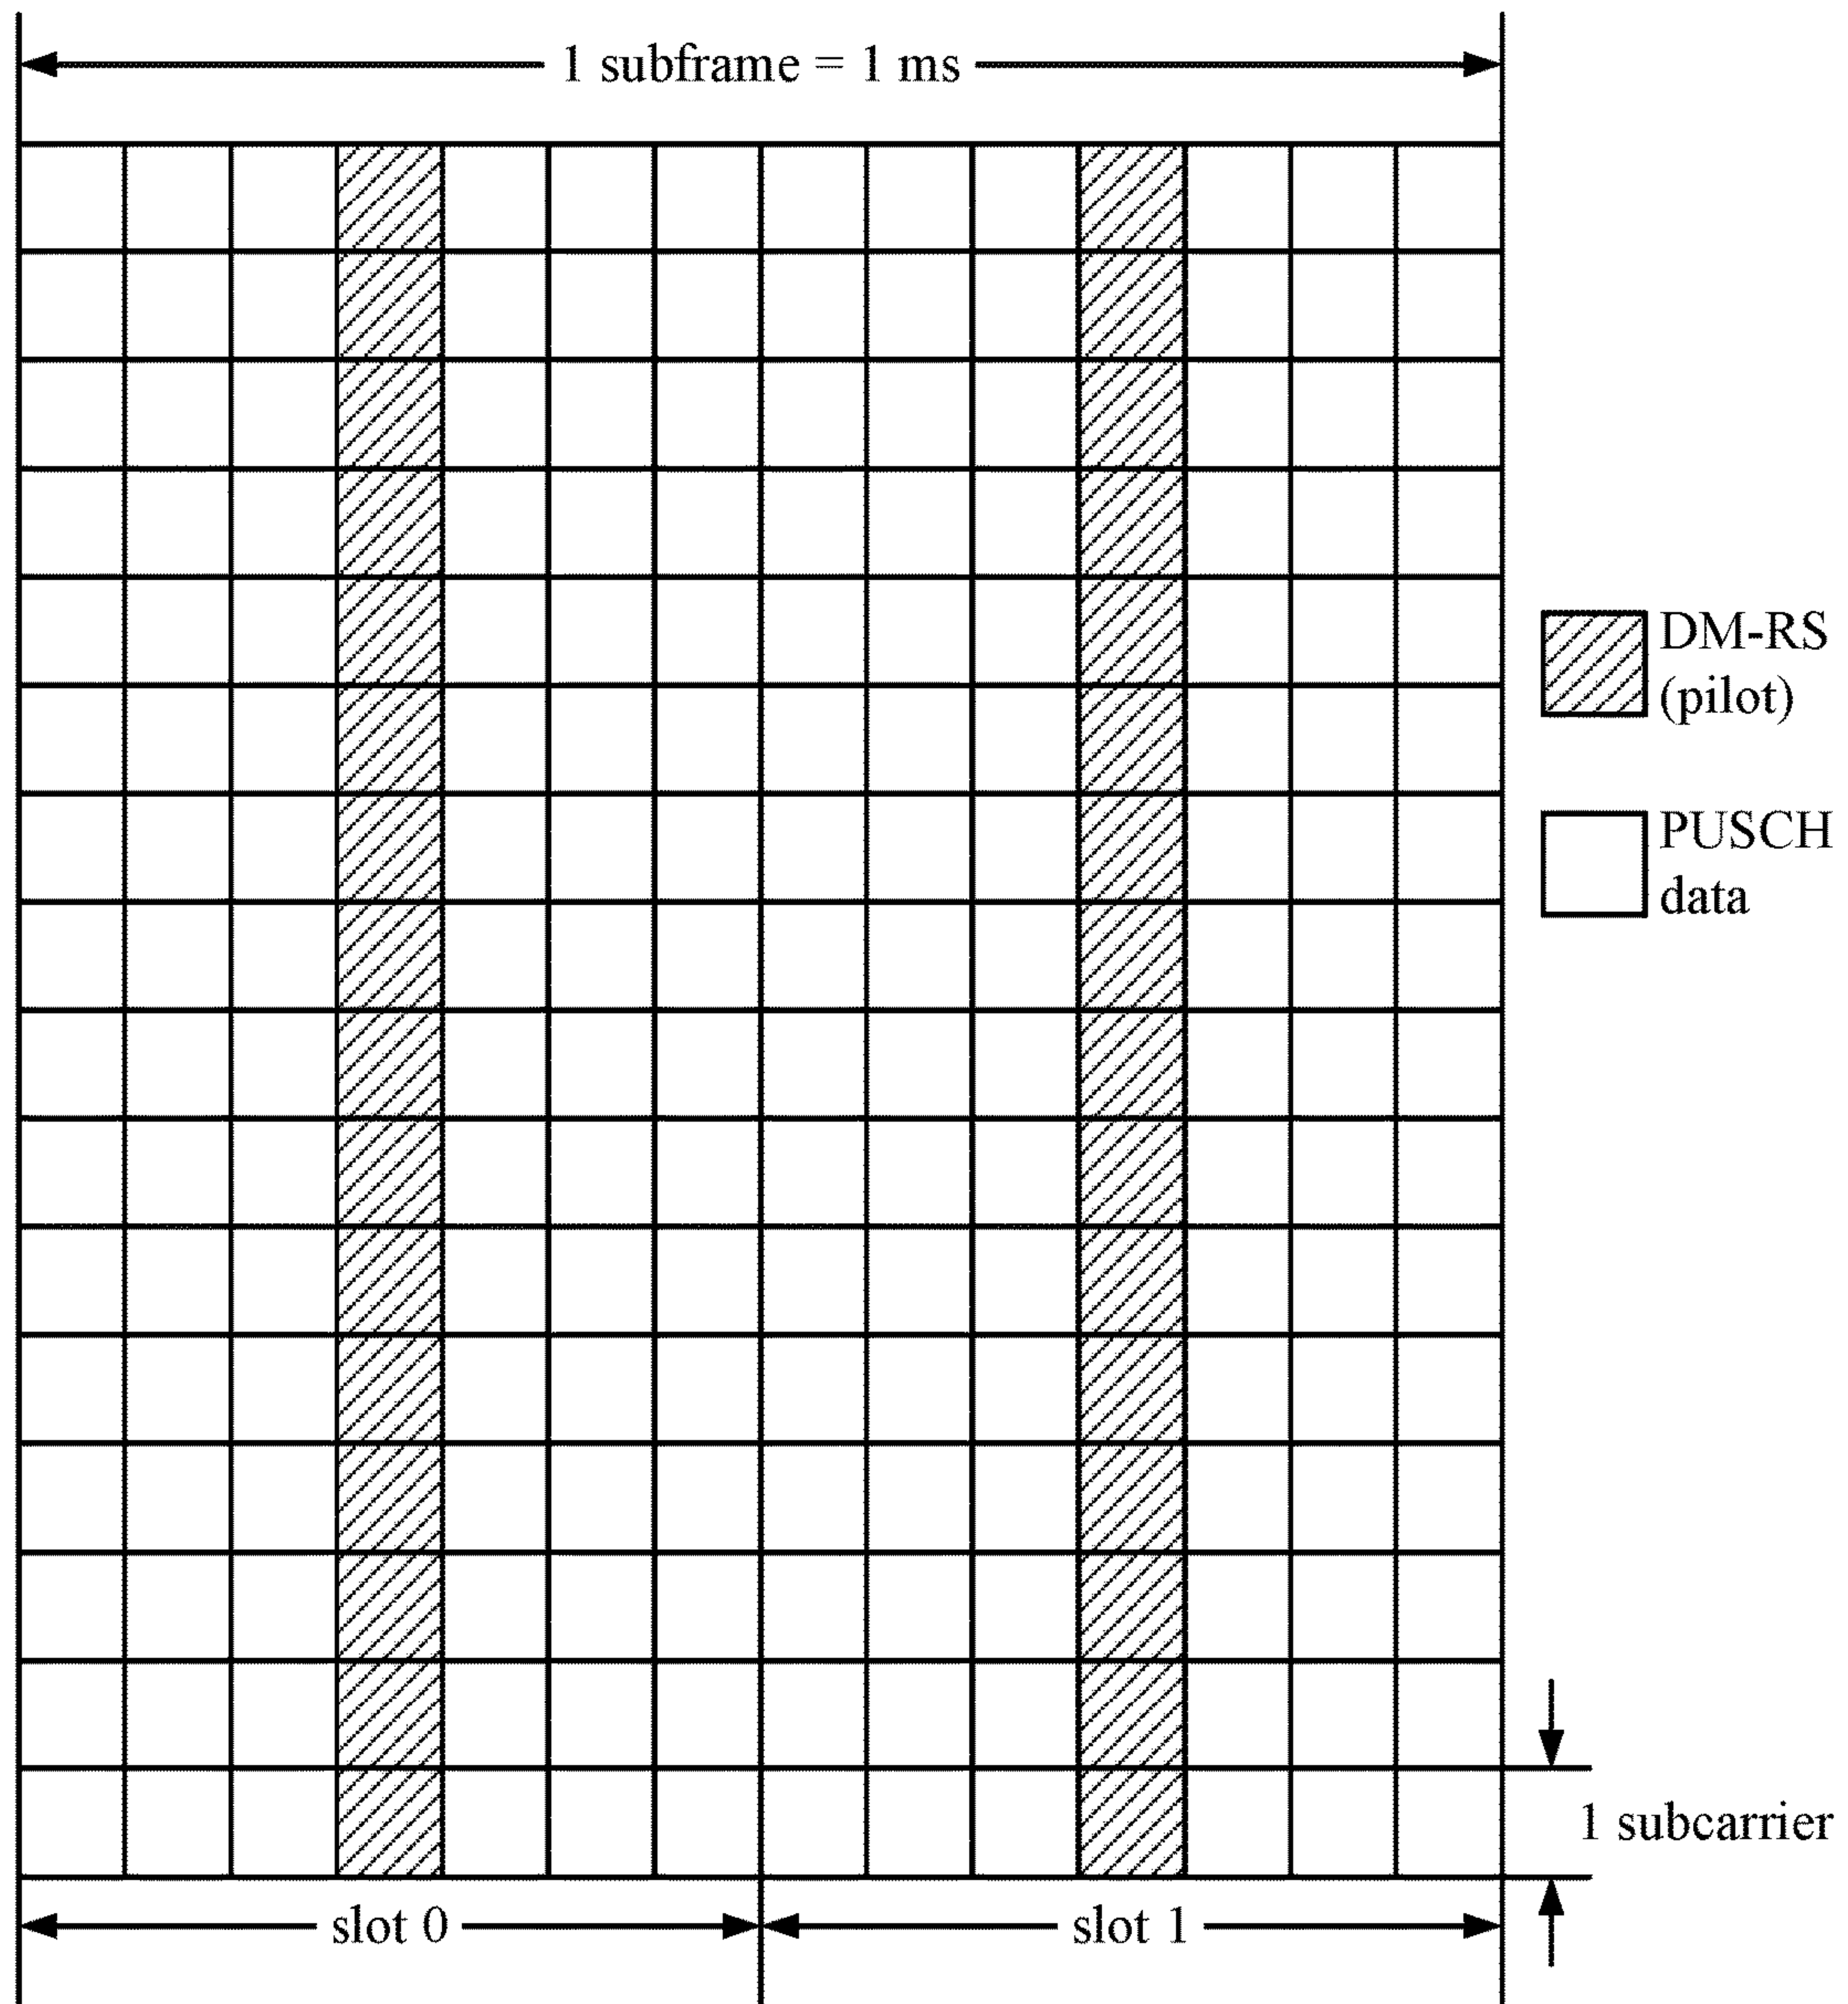 1 subframe = 1 ms
DM-RS
(pilot)
PUSCH
data
1 subcarrier
slot 0
slot 1